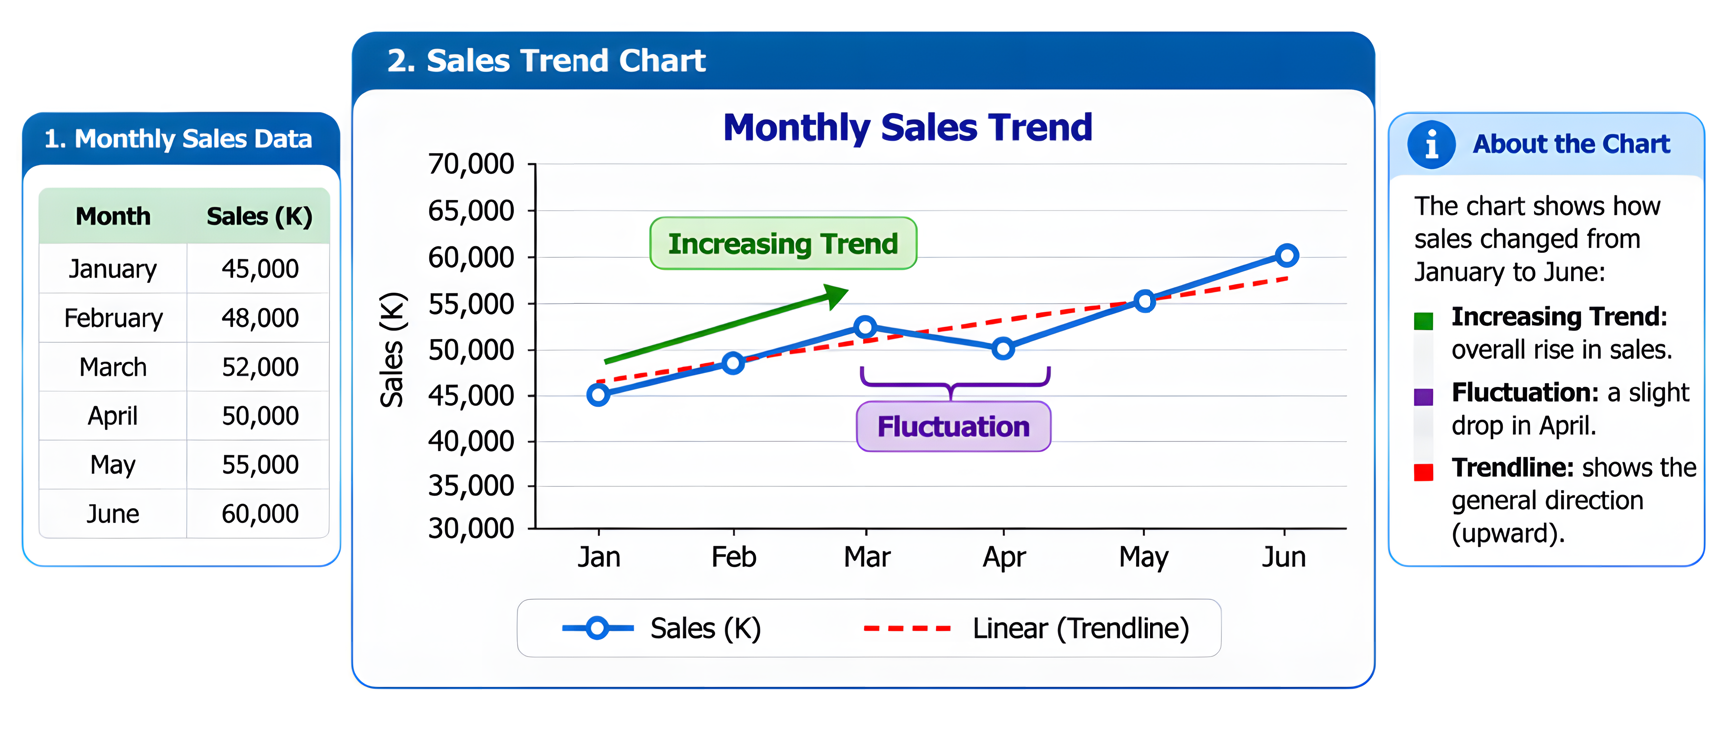 1. Monthly Sales Data
Month Sales (K)
January 45,000
February 48,000
March 52,000
April 50,000
May 55,000
June 60,000
2. Sales Trend Chart
Monthly Sales Trend
Sales (K)
70,000
65,000
60,000
55,000
50,000
45,000
40,000
35,000
30,000
Increasing Trend
Fluctuation
Jan Feb Mar Apr May Jun
Sales (K) Linear (Trendline)
i About the Chart
The chart shows how
sales changed from
January to June:
Increasing Trend:
overall rise in sales.
Fluctuation: a slight
drop in April.
Trendline: shows the
general direction
(upward).